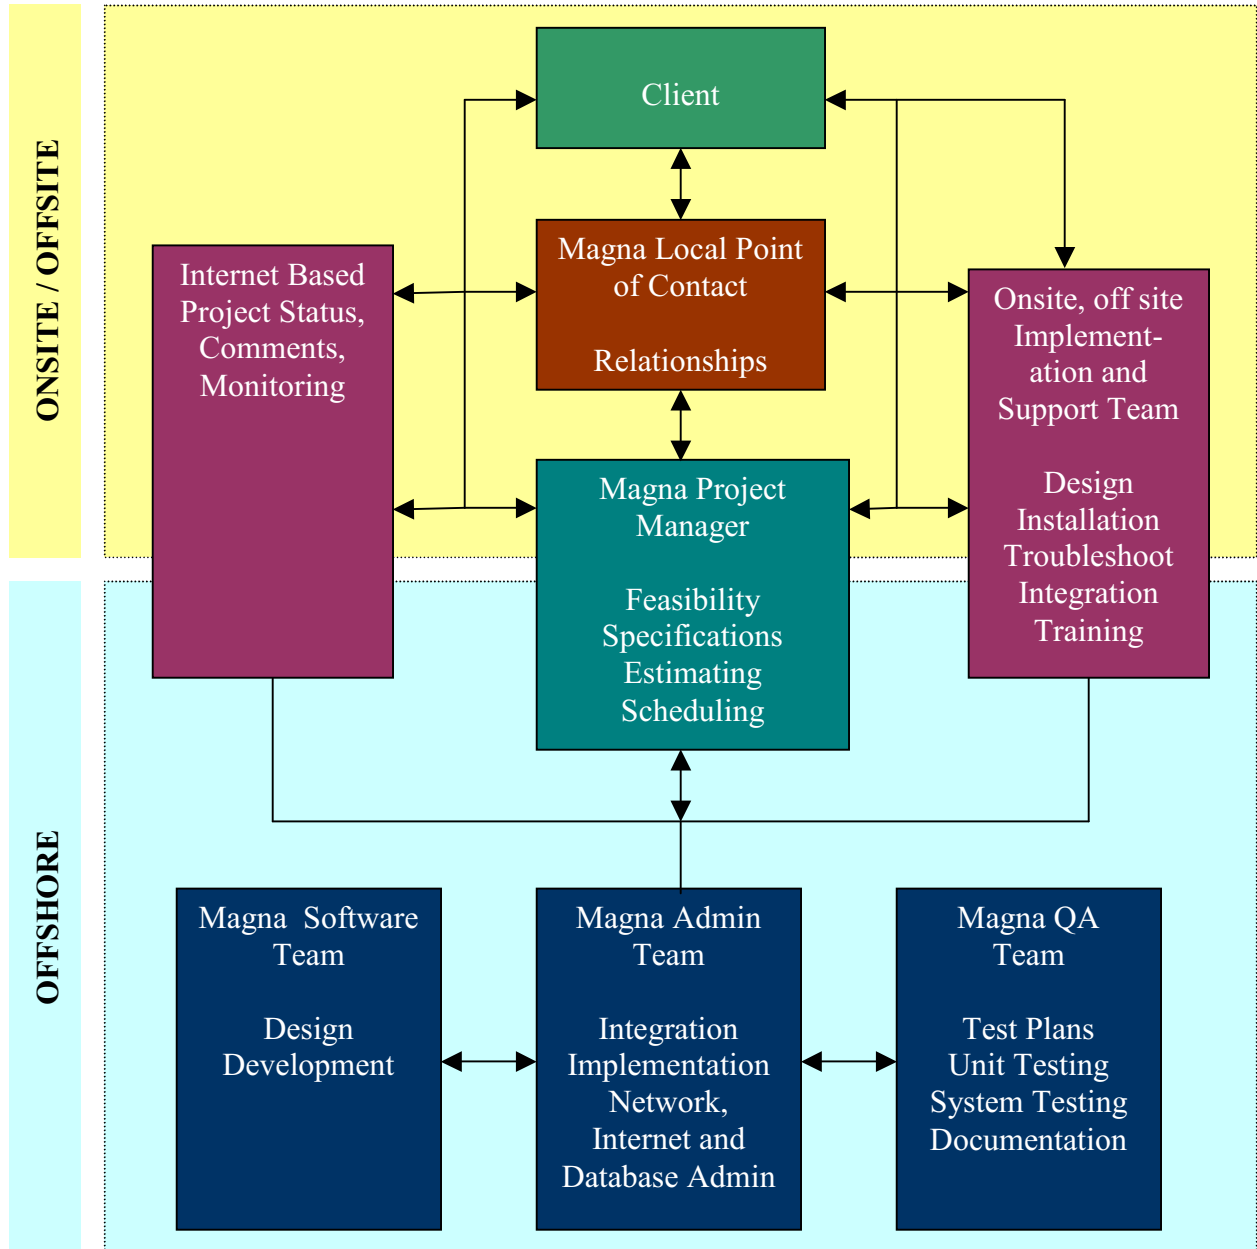 ONSITE / OFFSITE
Client
Magna Local Point
of Contact
Relationships
Internet Based
Project Status,
Comments,
Monitoring
Onsite, off site
Implement-
ation and
Support Team
Design
Installation
Troubleshoot
Integration
Training
Magna Project
Manager
Feasibility
Specifications
Estimating
Scheduling
OFFSHORE
Magna Software
Team
Design
Development
Magna Admin
Team
Integration
Implementation
Network,
Internet and
Database Admin
Magna QA
Team
Test Plans
Unit Testing
System Testing
Documentation